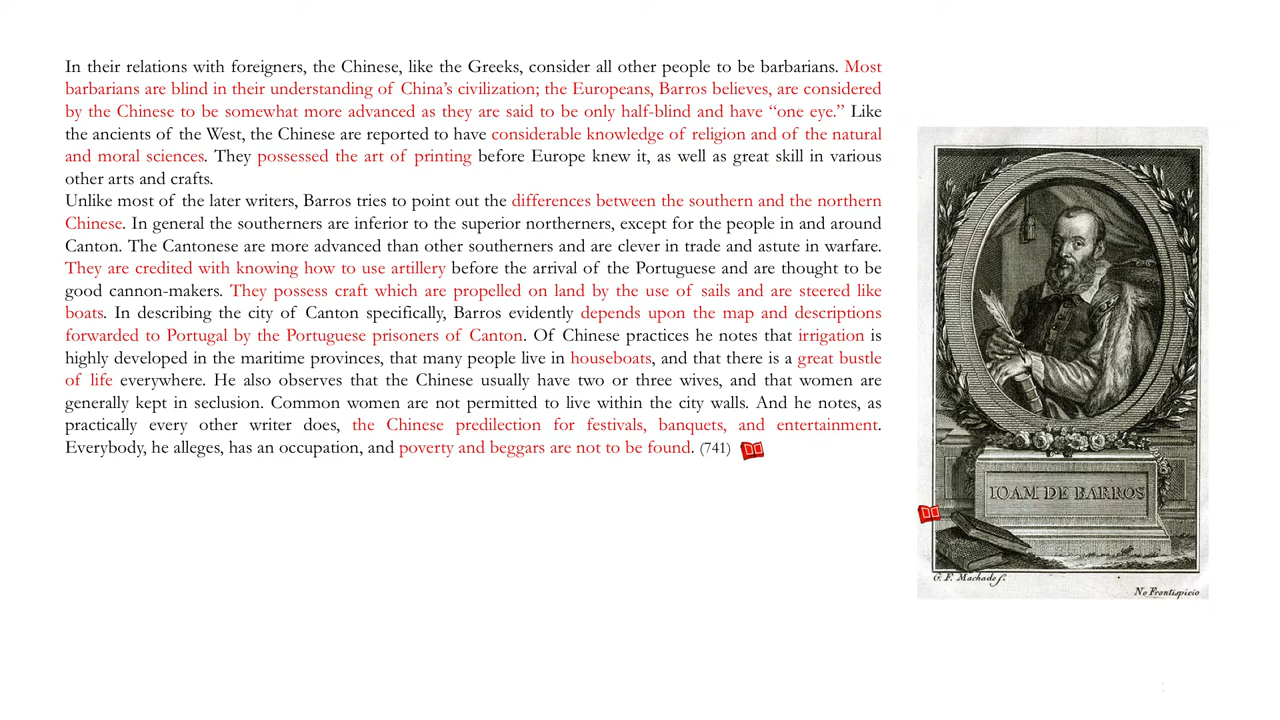 In their relations with foreigners, the Chinese, like the Greeks, consider all other people to be barbarians. Most
barbarians are blind in their understanding of China’s civilization; the Europeans, Barros believes, are considered
by the Chinese to be somewhat more advanced as they are said to be only half-blind and have “one eye.” Like
the ancients of the West, the Chinese are reported to have considerable knowledge of religion and of the natural
and moral sciences. They possessed the art of printing before Europe knew it, as well as great skill in various
other arts and crafts.
Unlike most of the later writers, Barros tries to point out the differences between the southern and the northern
Chinese. In general the southerners are inferior to the superior northerners, except for the people in and around
Canton. The Cantonese are more advanced than other southerners and are clever in trade and astute in warfare.
They are credited with knowing how to use artillery before the arrival of the Portuguese and are thought to be
good cannon-makers. They possess craft which are propelled on land by the use of sails and are steered like
boats. In describing the city of Canton specifically, Barros evidently depends upon the map and descriptions
forwarded to Portugal by the Portuguese prisoners of Canton. Of Chinese practices he notes that irrigation is
highly developed in the maritime provinces, that many people live in houseboats, and that there is a great bustle
of life everywhere. He also observes that the Chinese usually have two or three wives, and that women are
generally kept in seclusion. Common women are not permitted to live within the city walls. And he notes, as
practically every other writer does, the Chinese predilection for festivals, banquets, and entertainment.
Everybody, he alleges, has an occupation, and poverty and beggars are not to be found. (741)
IOAM DE BARROS
G. F. Machado f.
No Frontispicio